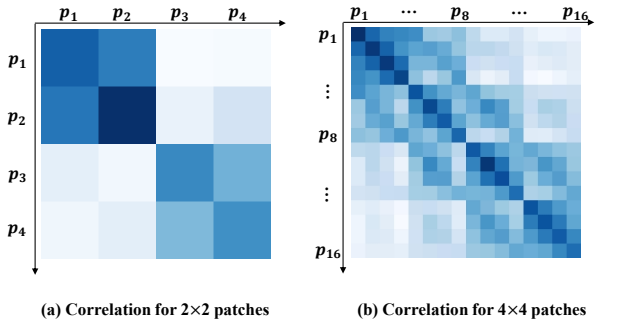 p1 p2 p3 p4
p1
p2
p3
p4
(a) Correlation for 2×2 patches
p1 ... p8 ... p16
p1
⋮
p8
⋮
p16
(b) Correlation for 4×4 patches